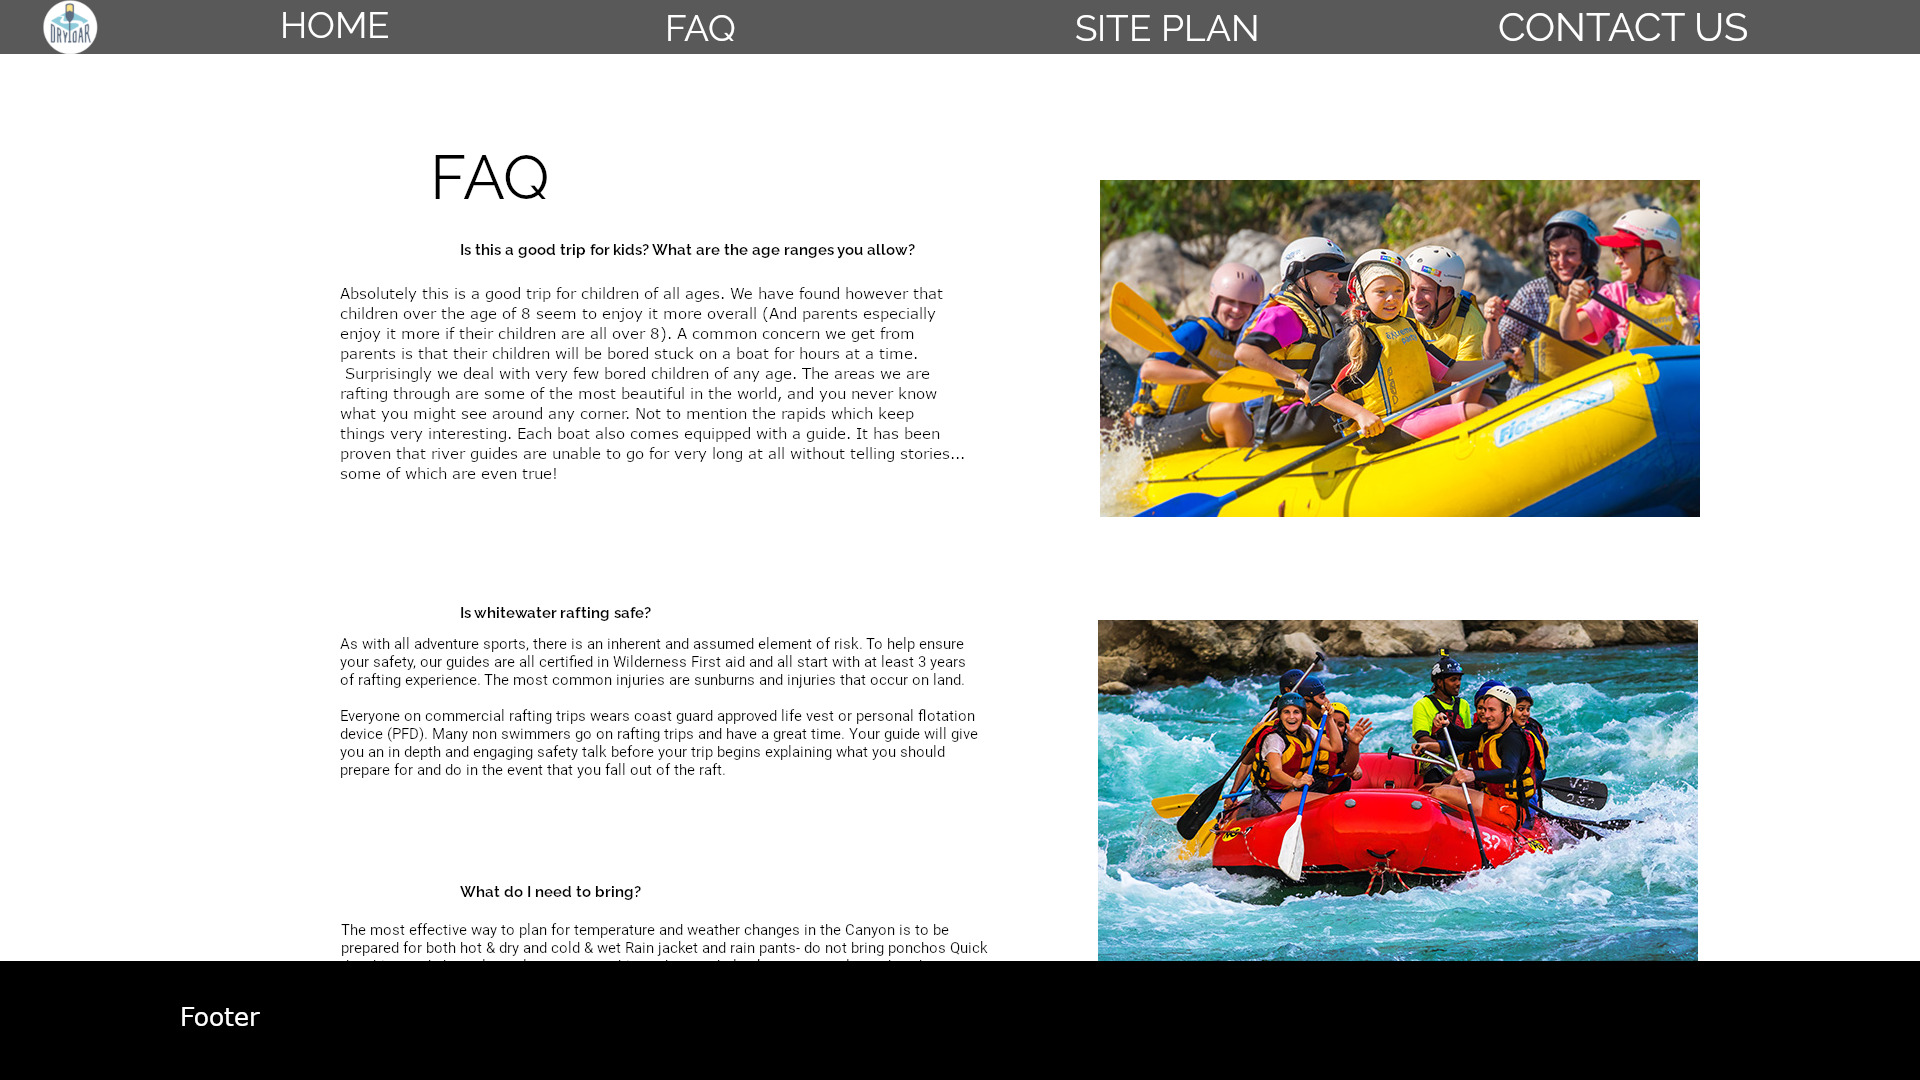 DRYIOAR
HOME
FAQ
SITE PLAN
CONTACT US
FAQ
Is this a good trip for kids? What are the age ranges you allow?
Absolutely this is a good trip for children of all ages. We have found however that
children over the age of 8 seem to enjoy it more overall (And parents especially
enjoy it more if their children are all over 8). A common concern we get from
parents is that their children will be bored stuck on a boat for hours at a time.
Surprisingly we deal with very few bored children of any age. The areas we are
rafting through are some of the most beautiful in the world, and you never know
what you might see around any corner. Not to mention the rapids which keep
things very interesting. Each boat also comes equipped with a guide. It has been
proven that river guides are unable to go for very long at all without telling stories...
some of which are even true!
Is whitewater rafting safe?
As with all adventure sports, there is an inherent and assumed element of risk. To help ensure
your safety, our guides are all certified in Wilderness First aid and all start with at least 3 years
of rafting experience. The most common injuries are sunburns and injuries that occur on land.
Everyone on commercial rafting trips wears coast guard approved life vest or personal flotation
device (PFD). Many non swimmers go on rafting trips and have a great time. Your guide will give
you an in depth and engaging safety talk before your trip begins explaining what you should
prepare for and do in the event that you fall out of the raft.
What do I need to bring?
The most effective way to plan for temperature and weather changes in the Canyon is to be
prepared for both hot & dry and cold & wet Rain jacket and rain pants- do not bring ponchos Quick
Footer